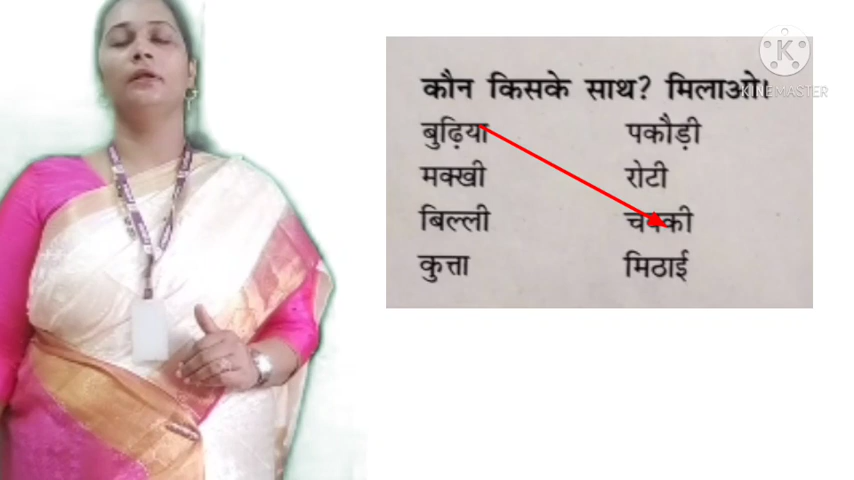 KINEMASTER
कौन किसके साथ? मिलाओ।
बुढ़िया पकौड़ी
मक्खी रोटी
बिल्ली चक्की
कुत्ता मिठाई